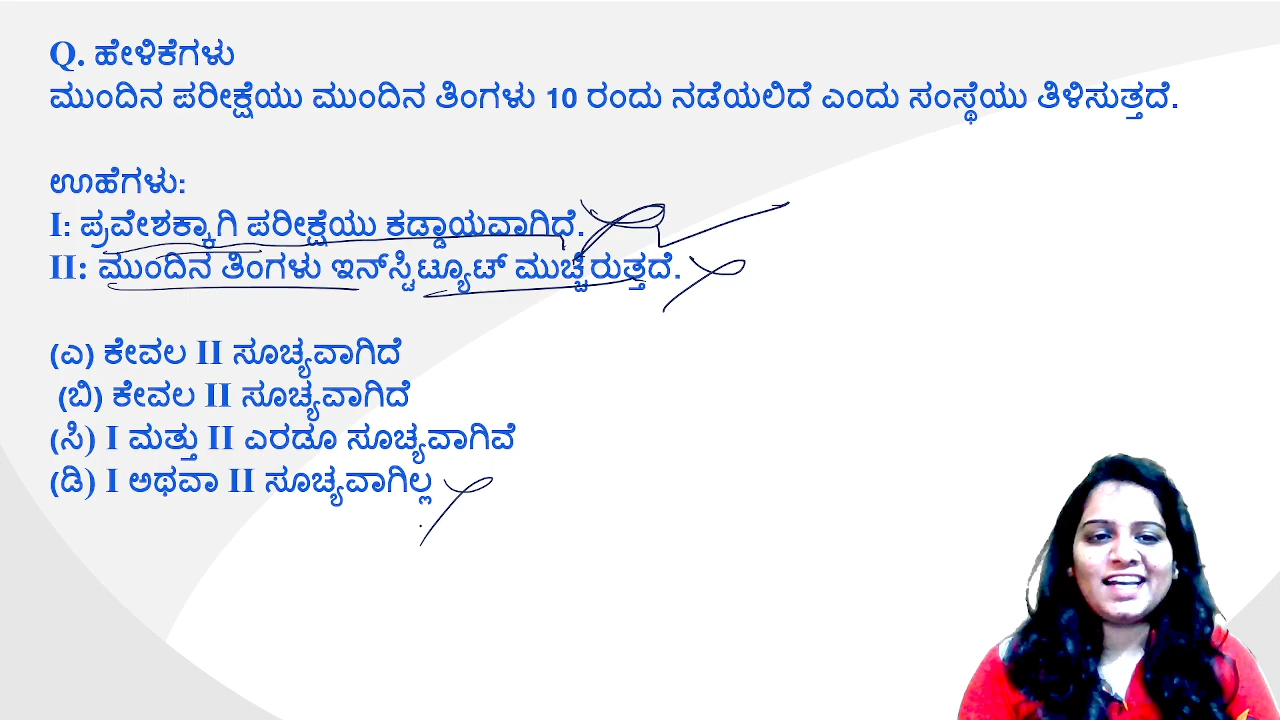 Q. ಹೇಳಿಕೆಗಳು
ಮುಂದಿನ ಪರೀಕ್ಷೆಯು ಮುಂದಿನ ತಿಂಗಳು 10 ರಂದು ನಡೆಯಲಿದೆ ಎಂದು ಸಂಸ್ಥೆಯು ತಿಳಿಸುತ್ತದೆ.
ಊಹೆಗಳು:
I: ಪ್ರವೇಶಕ್ಕಾಗಿ ಪರೀಕ್ಷೆಯು ಕಡ್ಡಾಯವಾಗಿದೆ.
II: ಮುಂದಿನ ತಿಂಗಳು ಇನ್‌ಸ್ಟಿಟ್ಯೂಟ್ ಮುಚ್ಚಿರುತ್ತದೆ.
(ಎ) ಕೇವಲ II ಸೂಚ್ಯವಾಗಿದೆ
(ಬಿ) ಕೇವಲ II ಸೂಚ್ಯವಾಗಿದೆ
(ಸಿ) I ಮತ್ತು II ಎರಡೂ ಸೂಚ್ಯವಾಗಿವೆ
(ಡಿ) I ಅಥವಾ II ಸೂಚ್ಯವಾಗಿಲ್ಲ